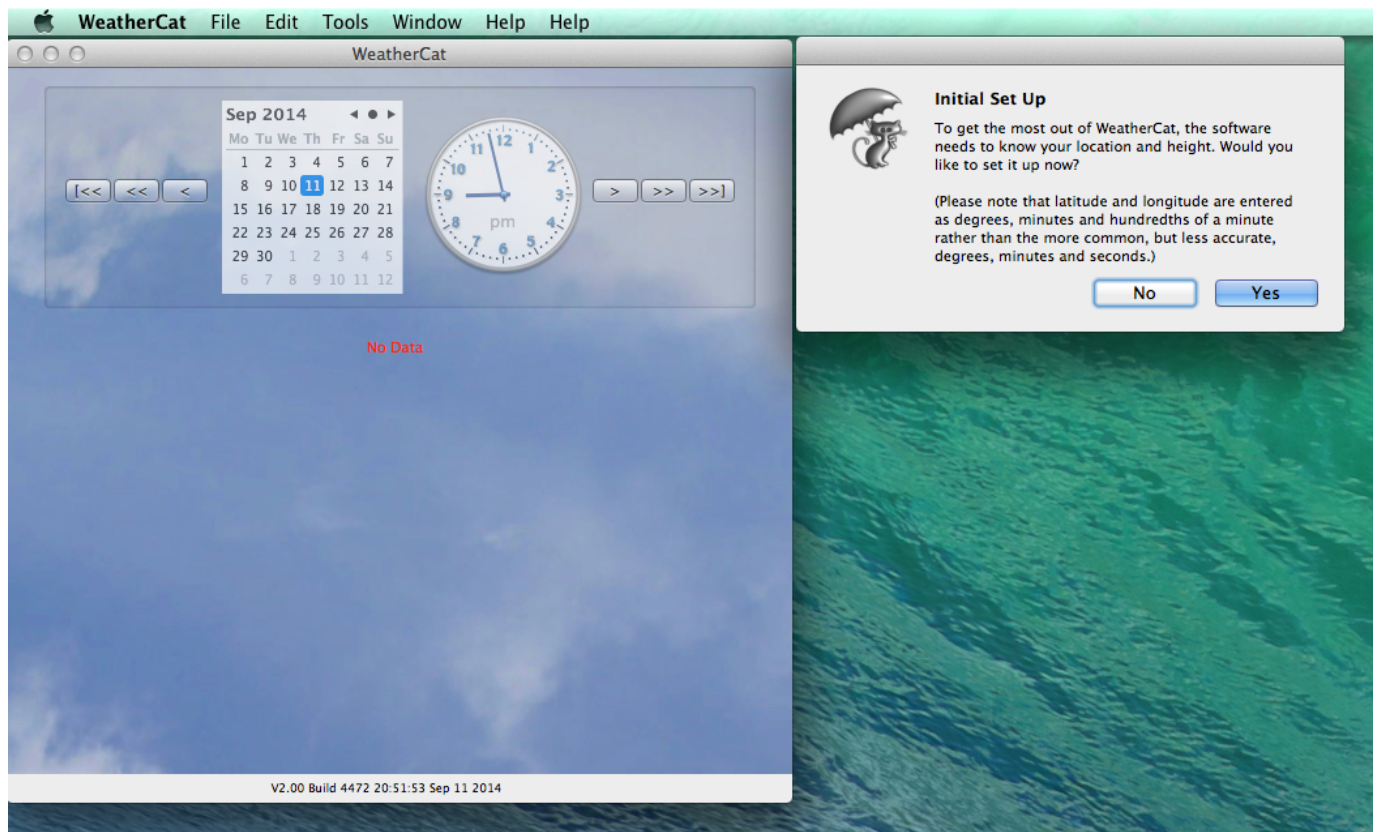 WeatherCat File Edit Tools Window Help Help
WeatherCat
Sep 2014
Mo Tu We Th Fr Sa Su
1 2 3 4 5 6 7
8 9 10 11 12 13 14
15 16 17 18 19 20 21
22 23 24 25 26 27 28
29 30 1 2 3 4 5
6 7 8 9 10 11 12
[<< << <
12 1 2 3 4 5 6 7 8 9 10 11
pm
> >> >>]
No Data
V2.00 Build 4472 20:51:53 Sep 11 2014
Initial Set Up
To get the most out of WeatherCat, the software
needs to know your location and height. Would you
like to set it up now?
(Please note that latitude and longitude are entered
as degrees, minutes and hundredths of a minute
rather than the more common, but less accurate,
degrees, minutes and seconds.)
No Yes